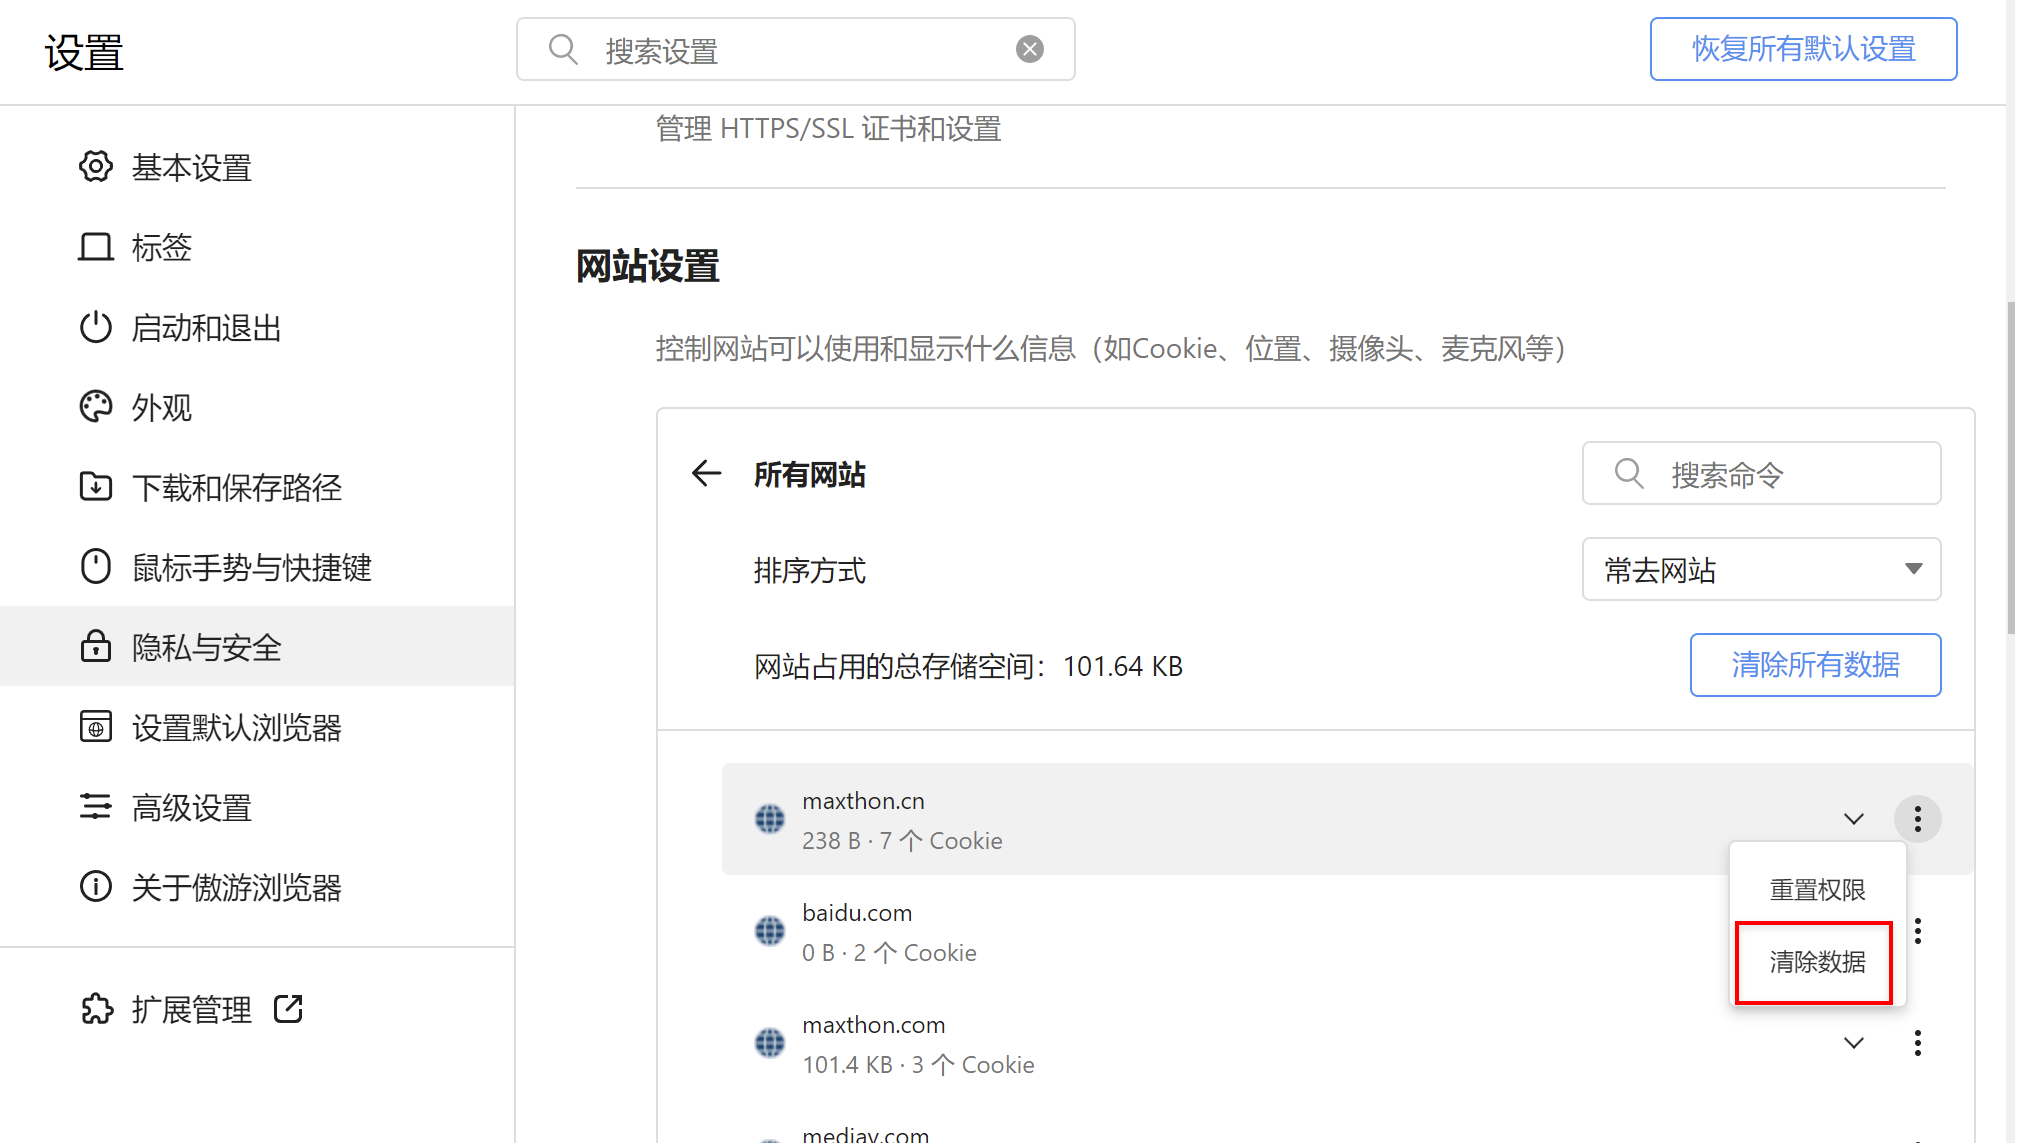 设置
搜索设置
恢复所有默认设置
基本设置
标签
启动和退出
外观
下载和保存路径
鼠标手势与快捷键
隐私与安全
设置默认浏览器
高级设置
关于傲游浏览器
扩展管理
管理 HTTPS/SSL 证书和设置
网站设置
控制网站可以使用和显示什么信息（如Cookie、位置、摄像头、麦克风等）
所有网站
搜索命令
排序方式
常去网站
网站占用的总存储空间：101.64 KB
清除所有数据
maxthon.cn
238 B · 7 个 Cookie
重置权限
清除数据
baidu.com
0 B · 2 个 Cookie
maxthon.com
101.4 KB · 3 个 Cookie
mediav.com